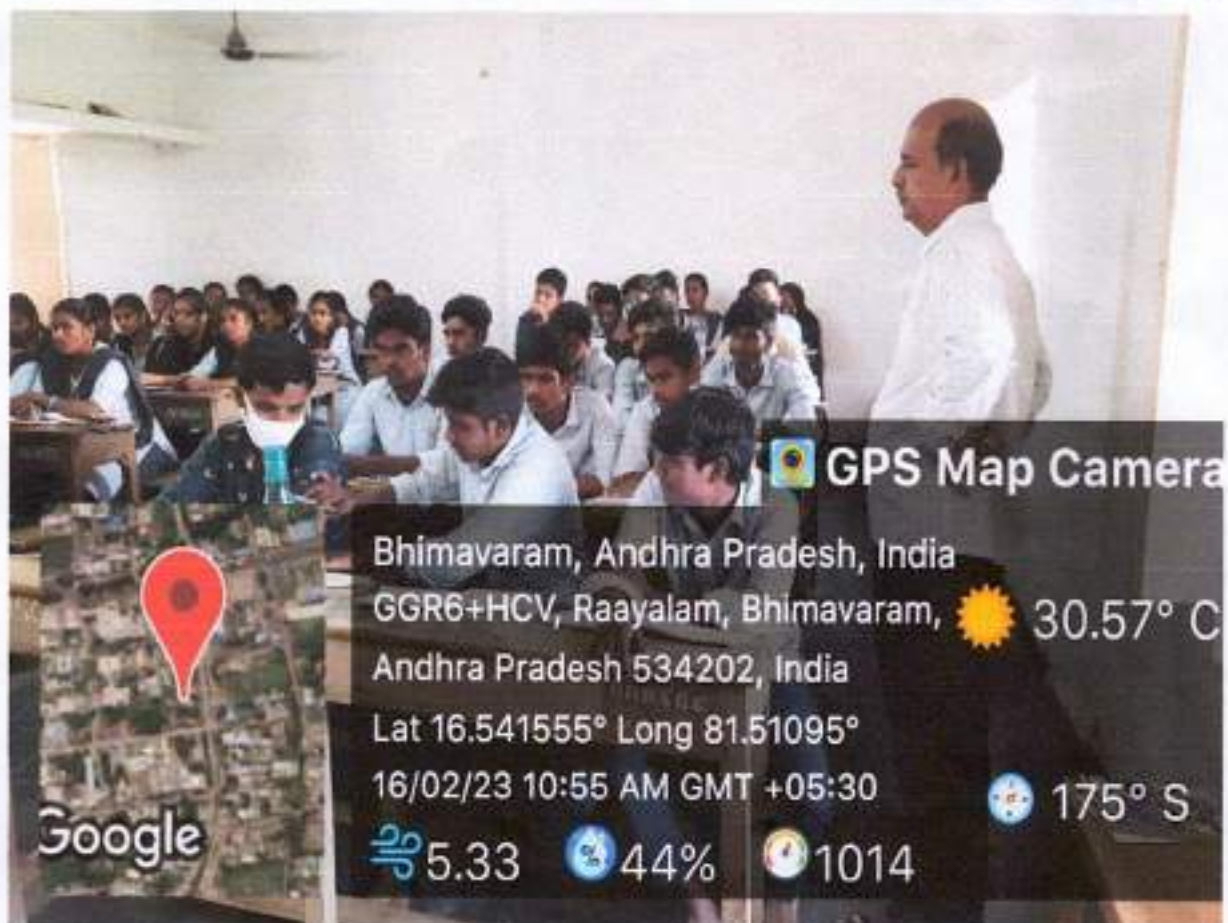 GPS Map Camera
Bhimavaram, Andhra Pradesh, India
GGR6+HCV, Raayalam, Bhimavaram,
Andhra Pradesh 534202, India
30.57° C
Lat 16.541555° Long 81.51095°
16/02/23 10:55 AM GMT +05:30
175° S
Google
5.33
44%
1014